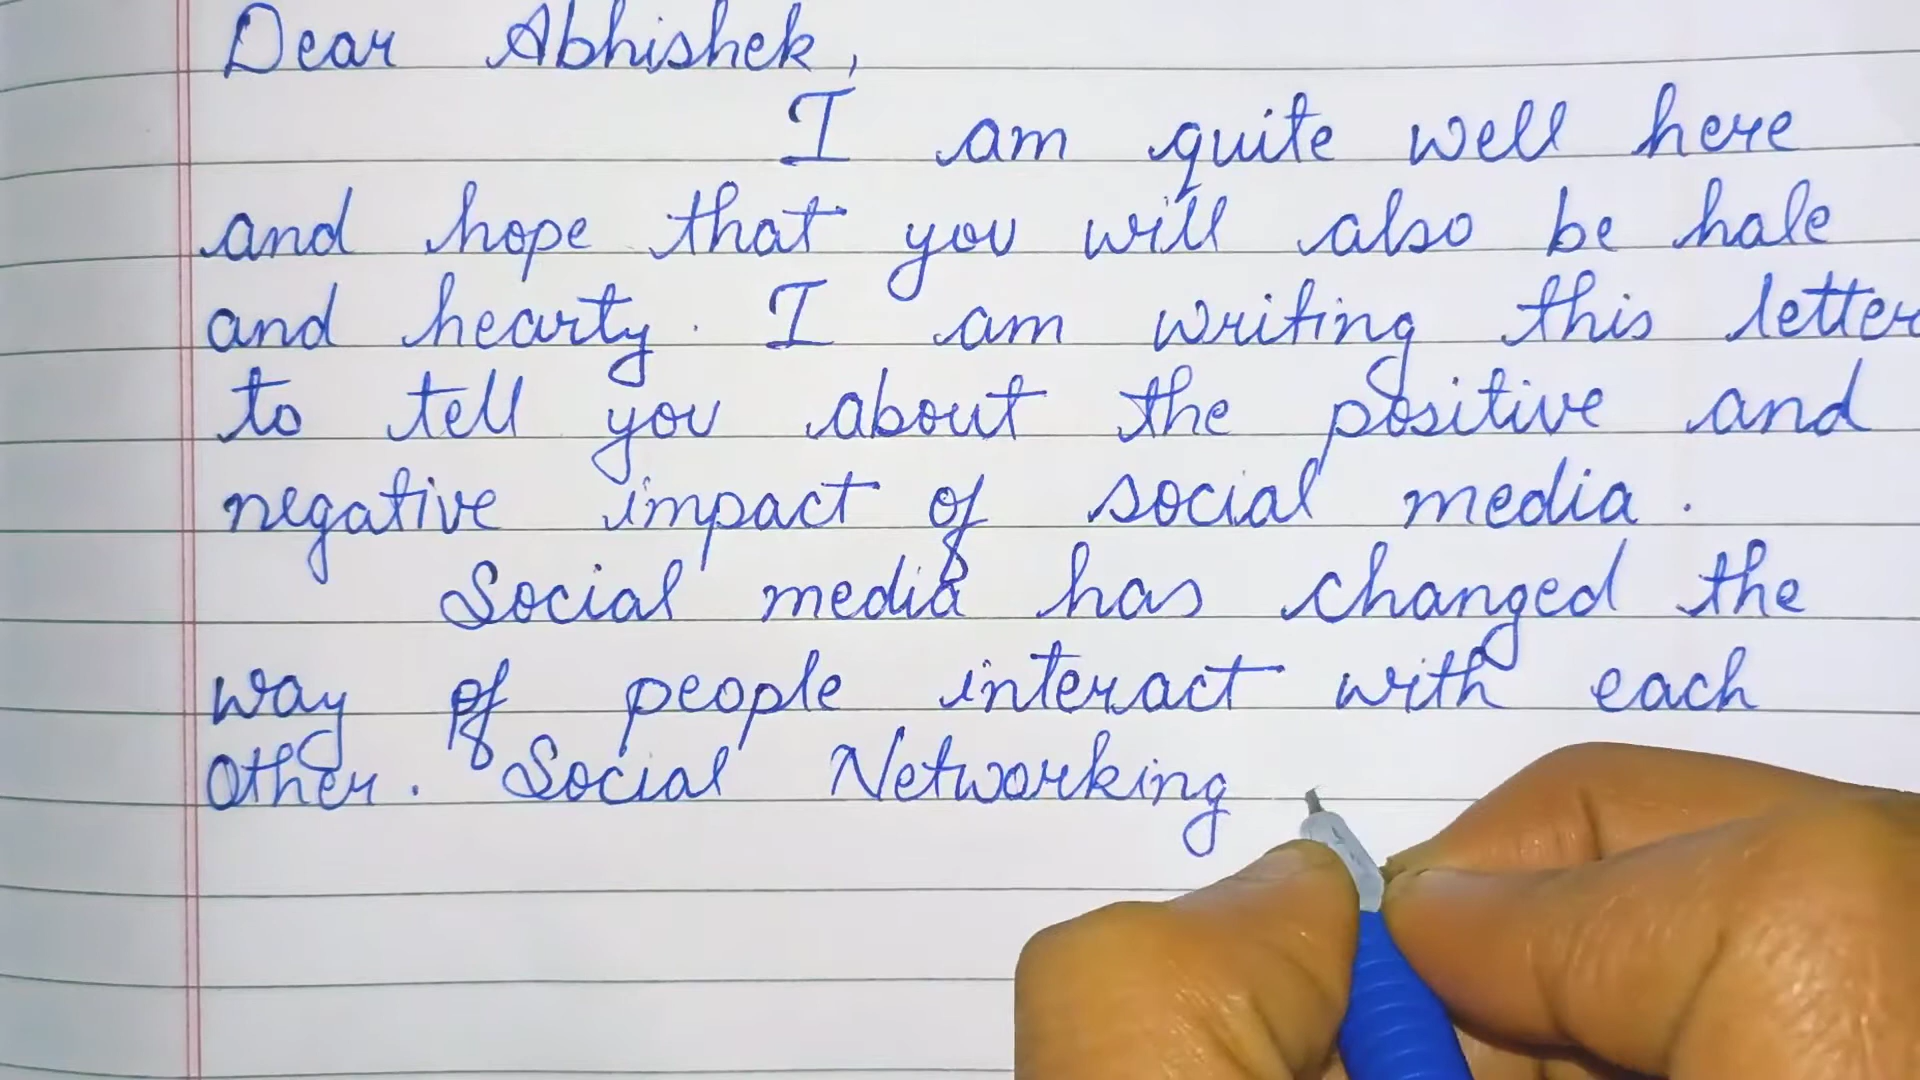 Dear Abhishek,
I am quite well here
and hope that you will also be hale
and hearty. I am writing this letter
to tell you about the positive and
negative impact of social media.
Social media has changed the
way of people interact with each
other. Social Networking